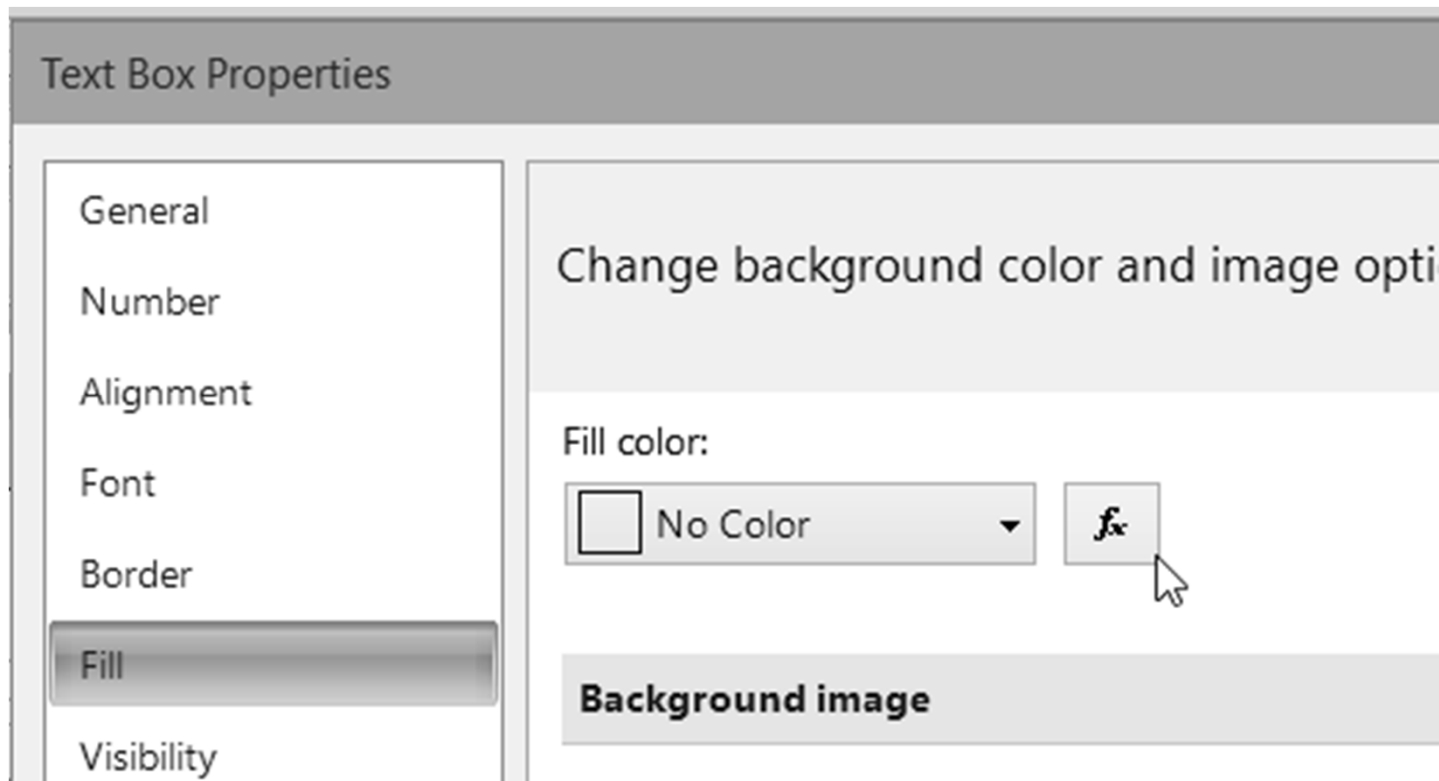 Text Box Properties
General
Number
Alignment
Font
Border
Fill
Visibility
Change background color and image opti
Fill color:
No Color
fx
Background image